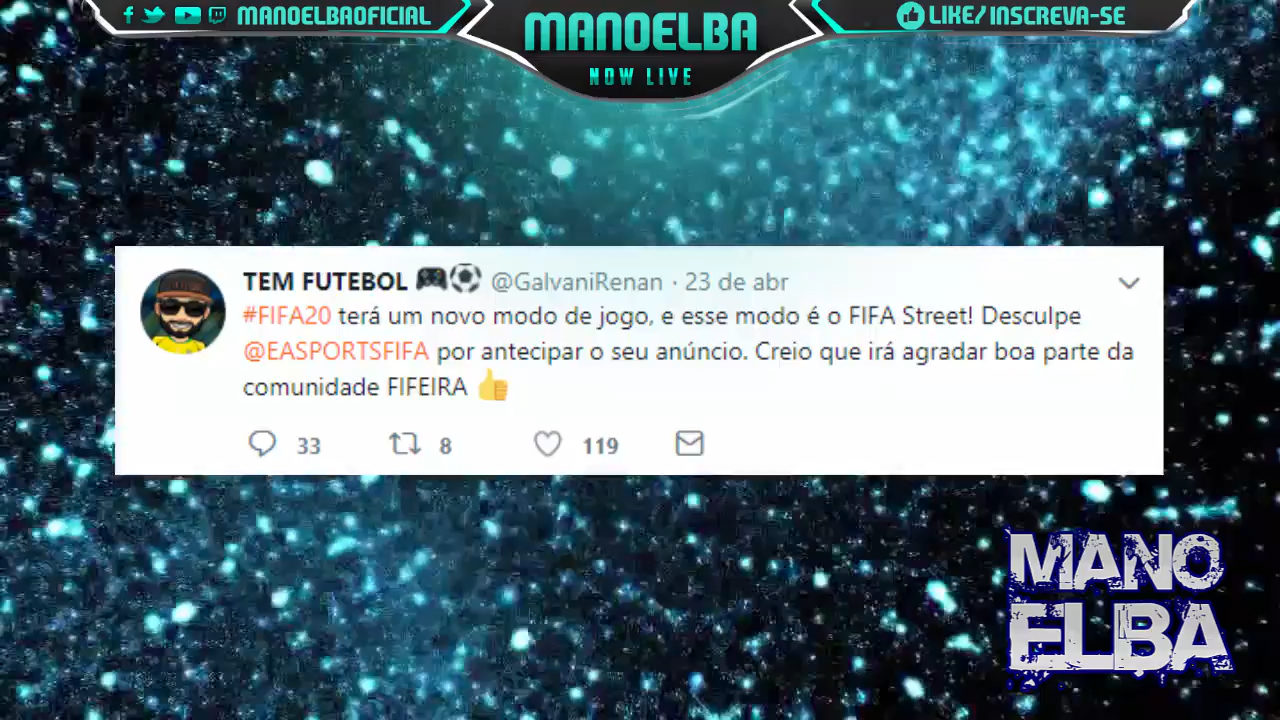 MANOELBAOFICIAL
MANOELBA
NOW LIVE
LIKE/INSCREVA-SE
TEM FUTEBOL 🎮⚽ @GalvaniRenan · 23 de abr
#FIFA20 terá um novo modo de jogo, e esse modo é o FIFA Street! Desculpe
@EASPORTSFIFA por antecipar o seu anúncio. Creio que irá agradar boa parte da
comunidade FIFEIRA 👍
33 8 119
MANO
ELBA